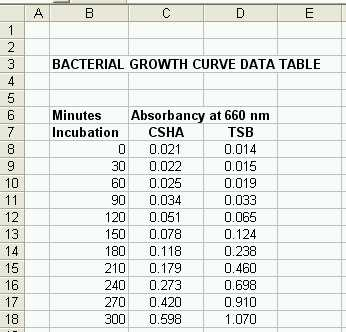 A B C D E
1
2
3 BACTERIAL GROWTH CURVE DATA TABLE
4
5
6 Minutes Absorbancy at 660 nm
7 Incubation CSHA TSB
8 0 0.021 0.014
9 30 0.022 0.015
10 60 0.025 0.019
11 90 0.034 0.033
12 120 0.051 0.065
13 150 0.078 0.124
14 180 0.118 0.238
15 210 0.179 0.460
16 240 0.273 0.698
17 270 0.420 0.910
18 300 0.598 1.070